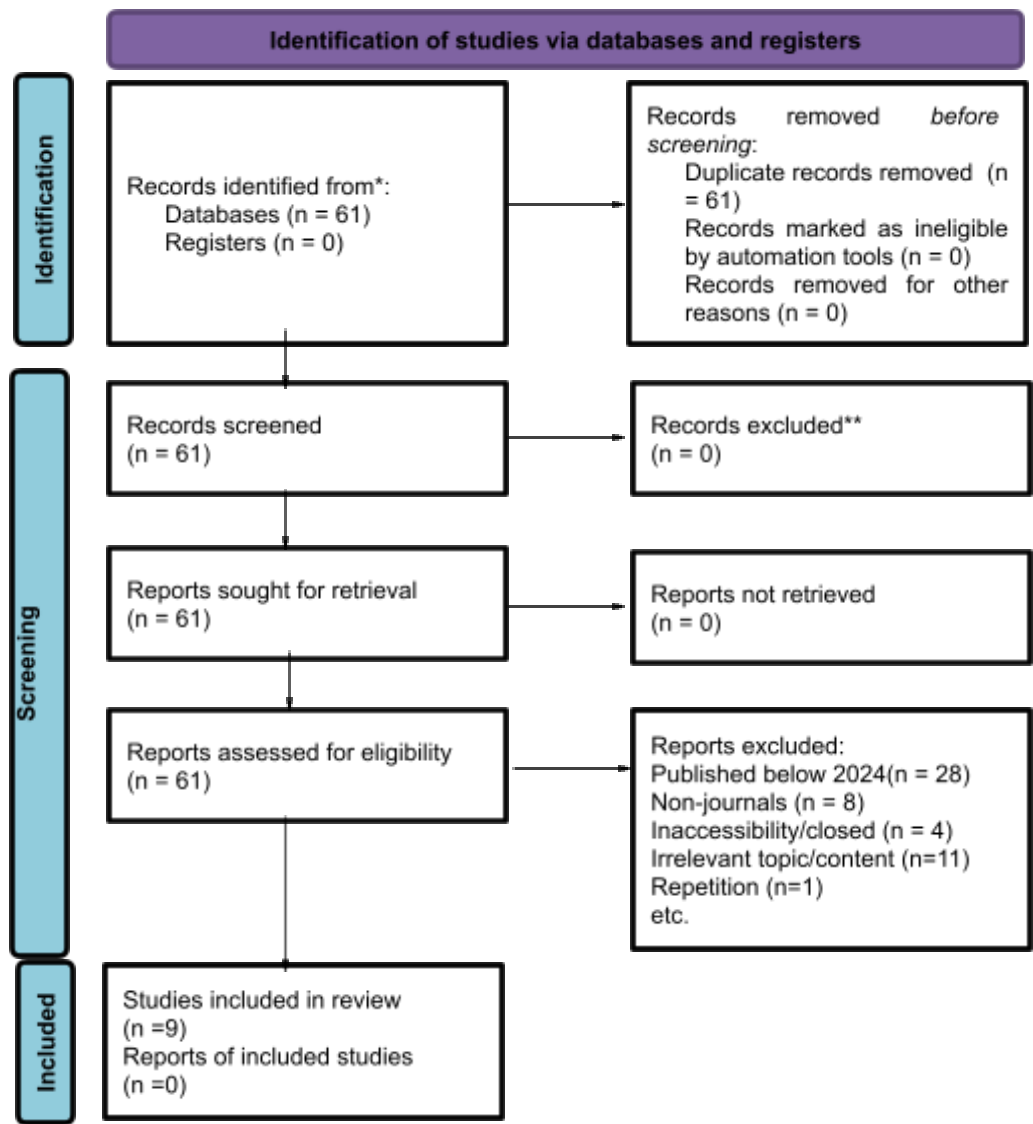 Identification of studies via databases and registers
Identification
Records identified from*:
Databases (n = 61)
Registers (n = 0)
Records removed before
screening:
Duplicate records removed (n
= 61)
Records marked as ineligible
by automation tools (n = 0)
Records removed for other
reasons (n = 0)
Screening
Records screened
(n = 61)
Records excluded**
(n = 0)
Reports sought for retrieval
(n = 61)
Reports not retrieved
(n = 0)
Reports assessed for eligibility
(n = 61)
Reports excluded:
Published below 2024(n = 28)
Non-journals (n = 8)
Inaccessibility/closed (n = 4)
Irrelevant topic/content (n=11)
Repetition (n=1)
etc.
Included
Studies included in review
(n =9)
Reports of included studies
(n =0)